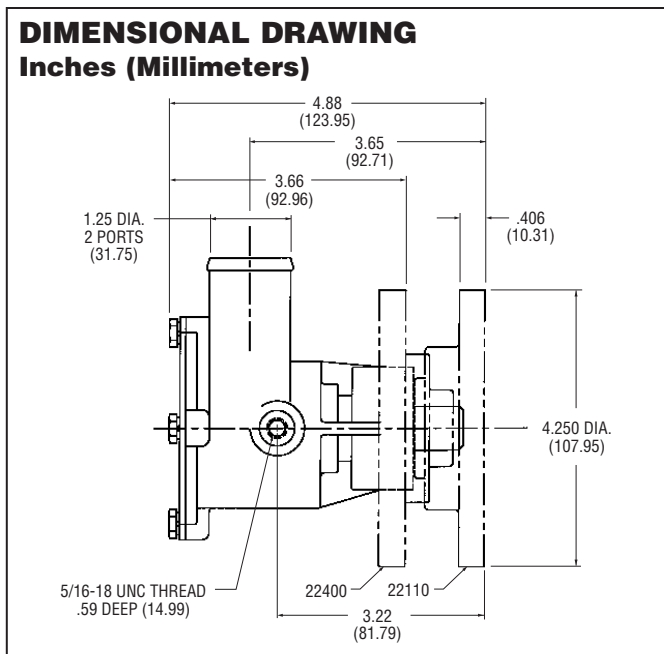 DIMENSIONAL DRAWING
Inches (Millimeters)
4.88
(123.95)
3.65
(92.71)
3.66
(92.96)
1.25 DIA.
2 PORTS
(31.75)
.406
(10.31)
4.250 DIA.
(107.95)
5/16-18 UNC THREAD
.59 DEEP (14.99)
22400
22110
3.22
(81.79)